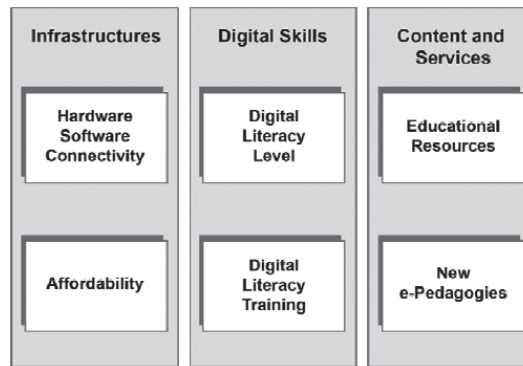 Infrastructures
Hardware
Software
Connectivity
Affordability
Digital Skills
Digital
Literacy
Level
Digital
Literacy
Training
Content and
Services
Educational
Resources
New
e-Pedagogies